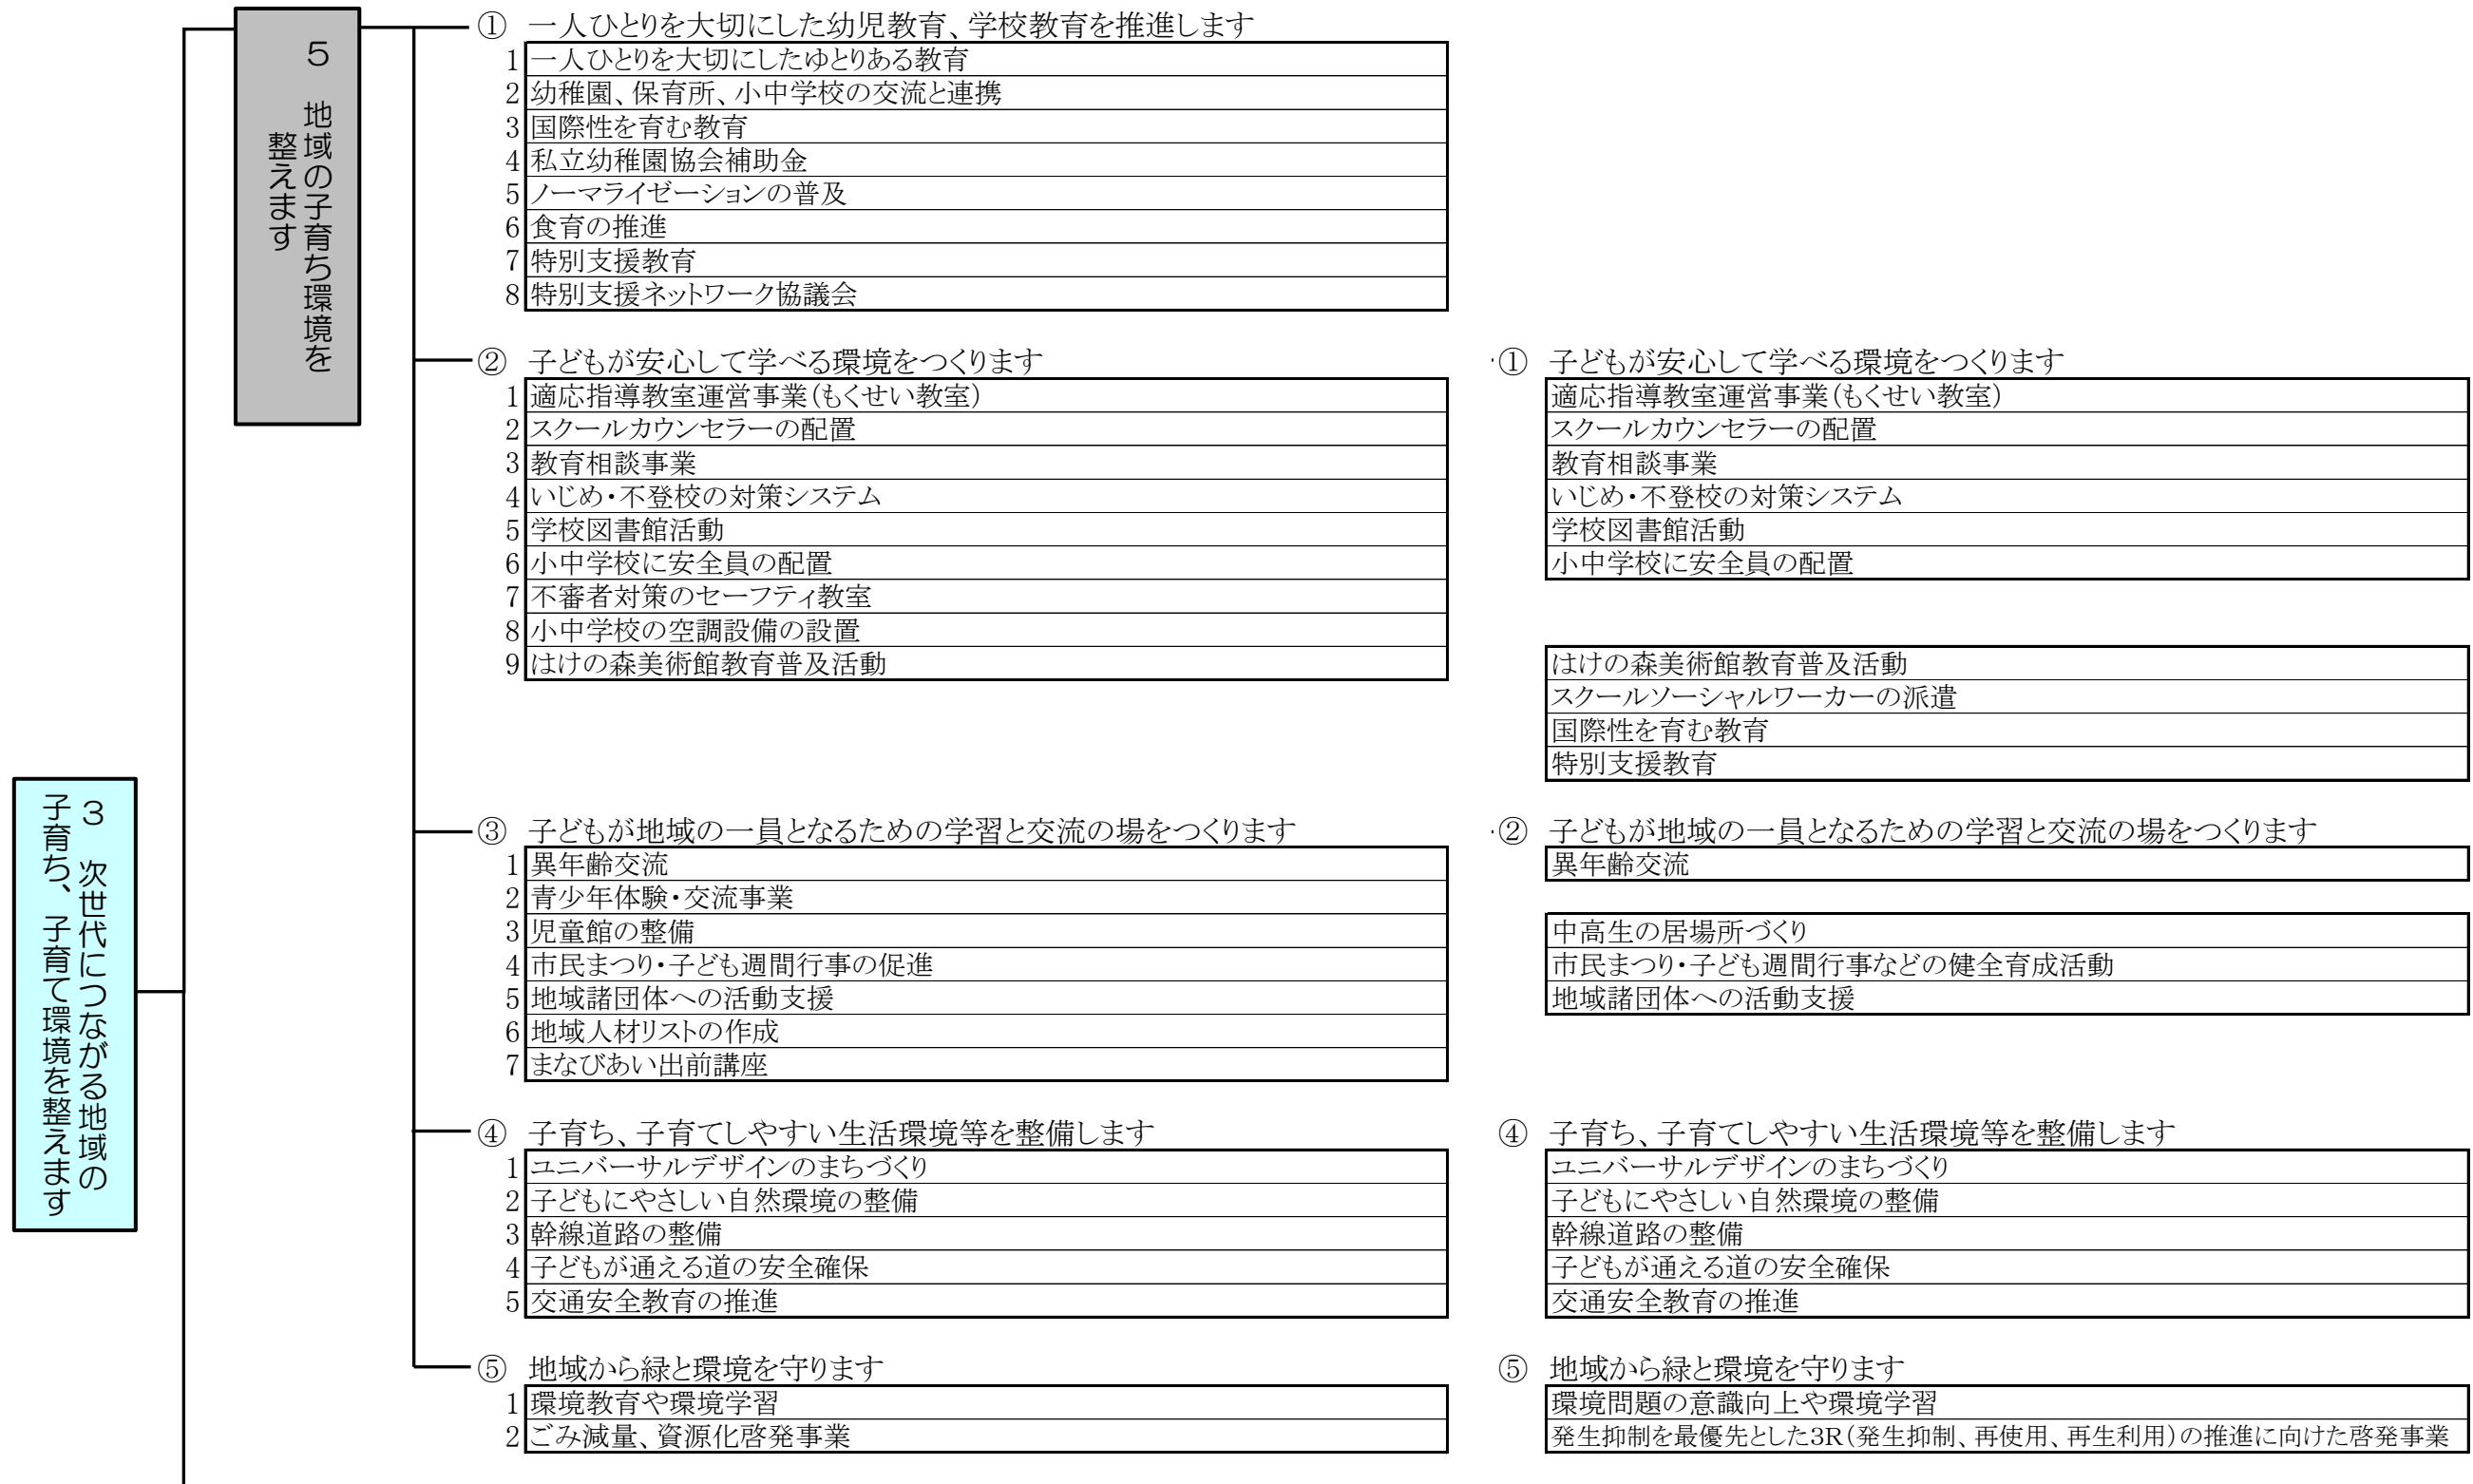 3　次世代につながる地域の
子育ち、子育て環境を整えます
5　地域の子育ち環境を
整えます
①　一人ひとりを大切にした幼児教育、学校教育を推進します
1 一人ひとりを大切にしたゆとりある教育
2 幼稚園、保育所、小中学校の交流と連携
3 国際性を育む教育
4 私立幼稚園協会補助金
5 ノーマライゼーションの普及
6 食育の推進
7 特別支援教育
8 特別支援ネットワーク協議会
②　子どもが安心して学べる環境をつくります
1 適応指導教室運営事業(もくせい教室)
2 スクールカウンセラーの配置
3 教育相談事業
4 いじめ・不登校の対策システム
5 学校図書館活動
6 小中学校に安全員の配置
7 不審者対策のセーフティ教室
8 小中学校の空調設備の設置
9 はけの森美術館教育普及活動
③　子どもが地域の一員となるための学習と交流の場をつくります
1 異年齢交流
2 青少年体験・交流事業
3 児童館の整備
4 市民まつり・子ども週間行事の促進
5 地域諸団体への活動支援
6 地域人材リストの作成
7 まなびあい出前講座
④　子育ち、子育てしやすい生活環境等を整備します
1 ユニバーサルデザインのまちづくり
2 子どもにやさしい自然環境の整備
3 幹線道路の整備
4 子どもが通える道の安全確保
5 交通安全教育の推進
⑤　地域から緑と環境を守ります
1 環境教育や環境学習
2 ごみ減量、資源化啓発事業
①　子どもが安心して学べる環境をつくります
適応指導教室運営事業(もくせい教室)
スクールカウンセラーの配置
教育相談事業
いじめ・不登校の対策システム
学校図書館活動
小中学校に安全員の配置
はけの森美術館教育普及活動
スクールソーシャルワーカーの派遣
国際性を育む教育
特別支援教育
②　子どもが地域の一員となるための学習と交流の場をつくります
異年齢交流
中高生の居場所づくり
市民まつり・子ども週間行事などの健全育成活動
地域諸団体への活動支援
④　子育ち、子育てしやすい生活環境等を整備します
ユニバーサルデザインのまちづくり
子どもにやさしい自然環境の整備
幹線道路の整備
子どもが通える道の安全確保
交通安全教育の推進
⑤　地域から緑と環境を守ります
環境問題の意識向上や環境学習
発生抑制を最優先とした3R(発生抑制、再使用、再生利用)の推進に向けた啓発事業